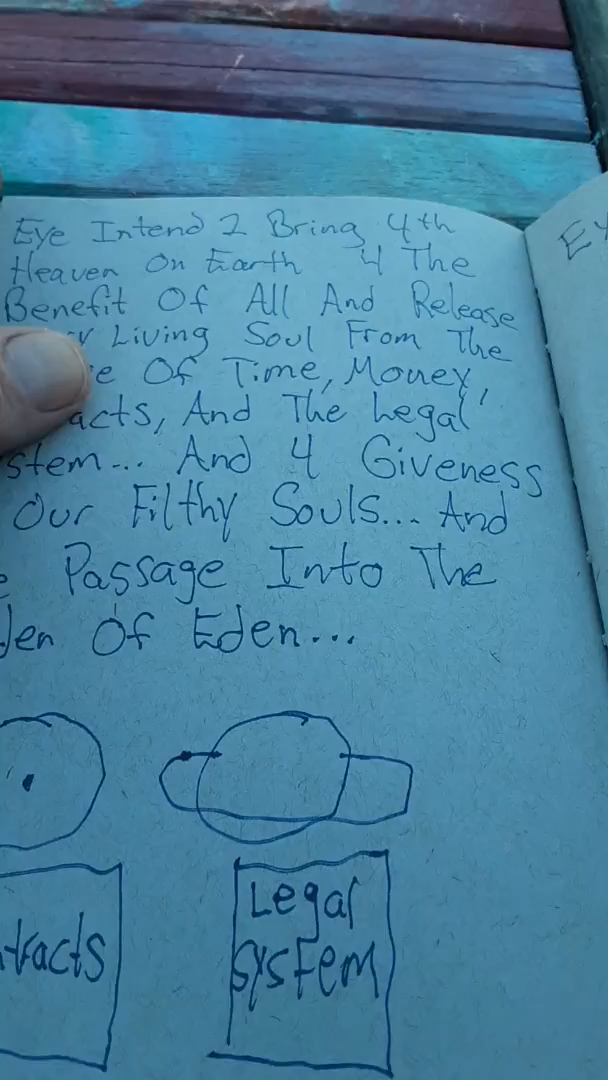 Eye Intend 2 Bring 4th
Heaven On Earth 4 The
Benefit Of All And Release
Living Soul From The
Of Time, Money,
acts, And The Legal
stem... And 4 Giveness
Our Filthy Souls... And
Passage Into The
den Of Eden...
tracts
Legal
System